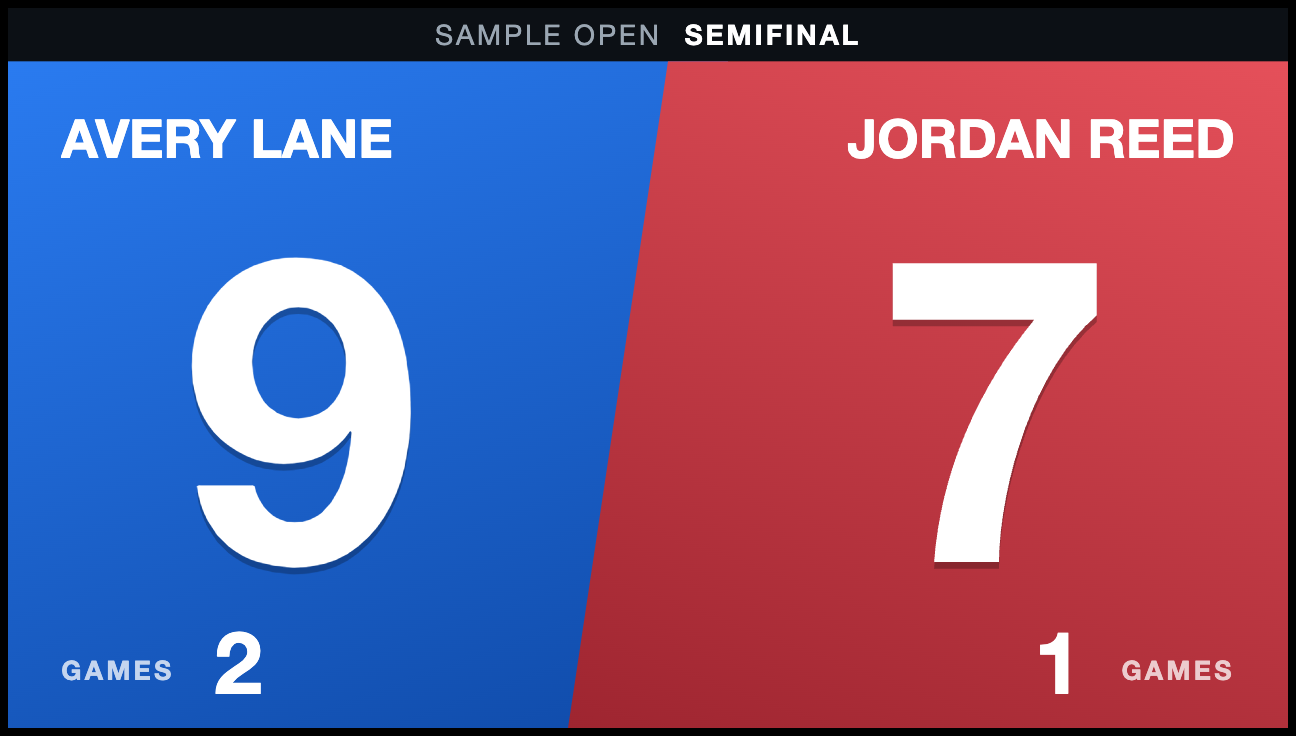 SAMPLE OPEN SEMIFINAL
AVERY LANE
9
GAMES 2
JORDAN REED
7
1 GAMES